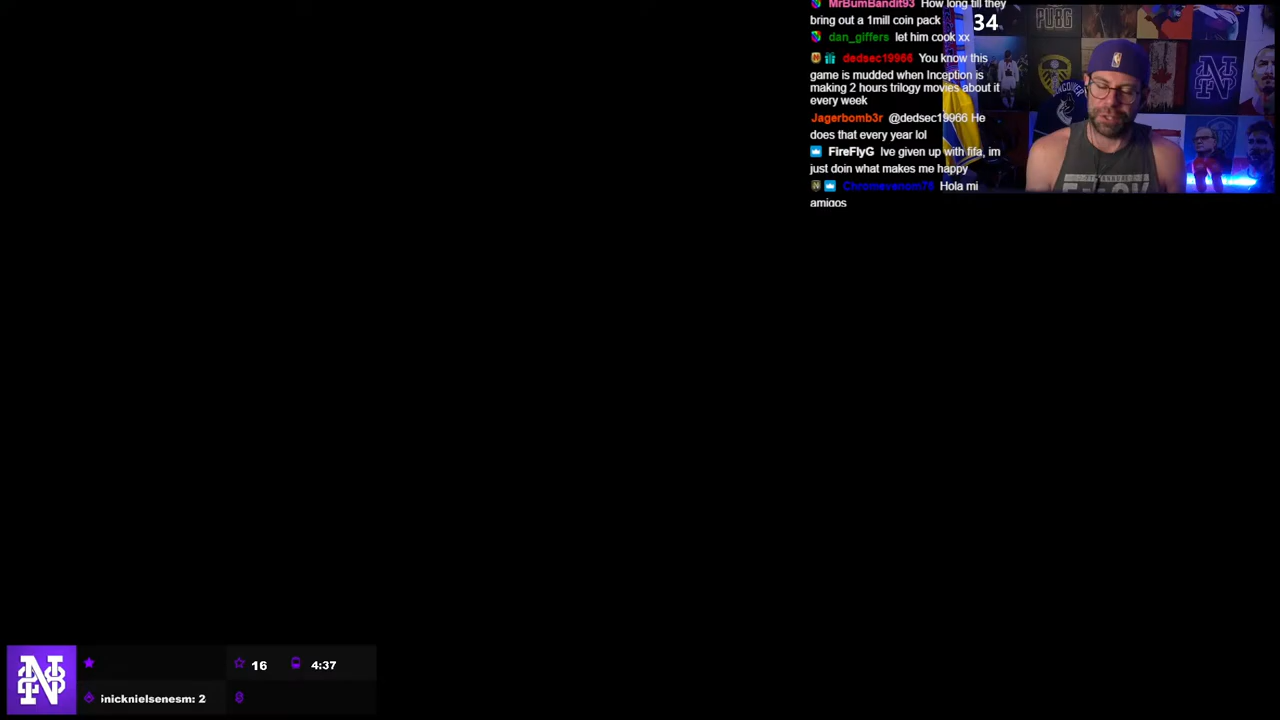 MrBumBandit93 How long till they
bring out a 1mill coin pack
dan_giffers let him cook xx
dedsec19966 You know this
game is mudded when Inception is
making 2 hours trilogy movies about it
every week
Jagerbomb3r @dedsec19966 He
does that every year lol
FireFlyG Ive given up with fifa, im
just doin what makes me happy
Chromevenom76 Hola mi
amigos
34
PUBG
16
4:37
nicknielsenesm: 2